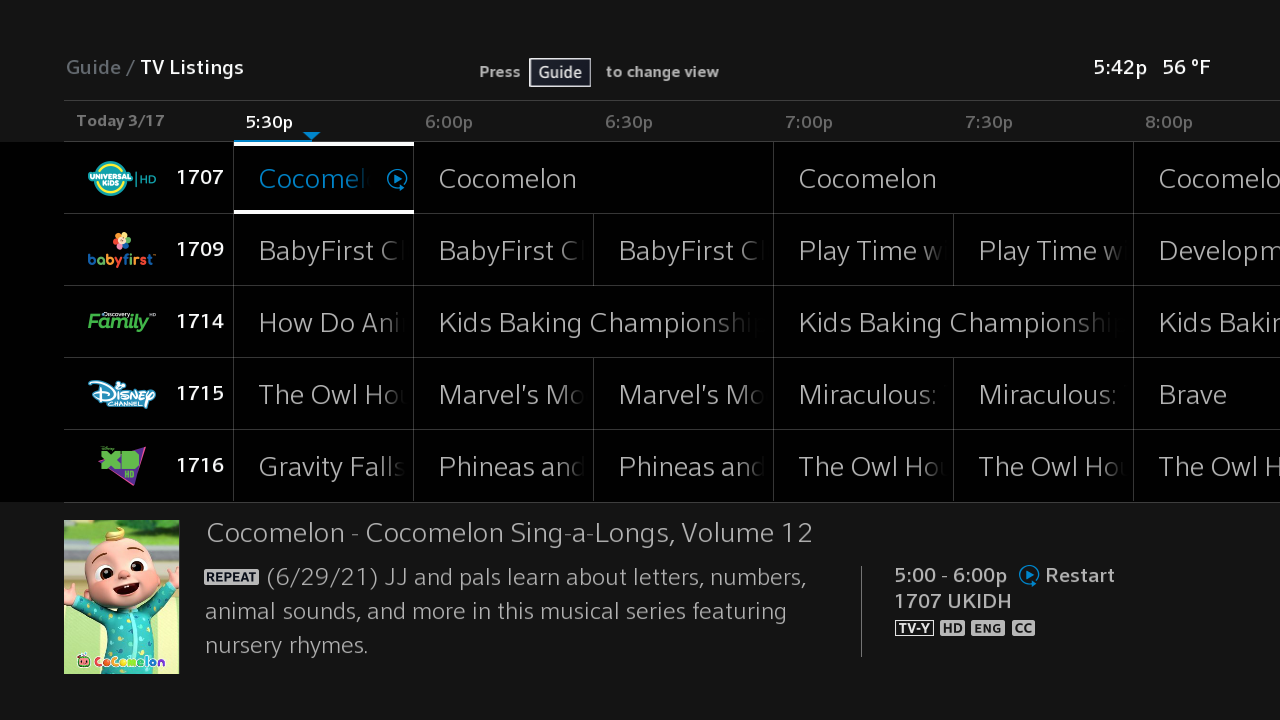 Guide / TV Listings
Press Guide to change view
5:42p 56 ºF
Today 3/17 5:30p 6:00p 6:30p 7:00p 7:30p 8:00p
UNIVERSAL KIDS HD 1707 Cocomel Cocomelon Cocomelon Cocomelo
babyfirst 1709 BabyFirst C BabyFirst C BabyFirst C Play Time w Play Time w Developm
Discovery Family HD 1714 How Do Ani Kids Baking Championshi Kids Baking Championship Kids Bakin
Disney CHANNEL 1715 The Owl Hou Marvel's Mo Marvel's Mo Miraculous: Miraculous: Brave
Disney XD HD 1716 Gravity Falls Phineas and Phineas and The Owl Hou The Owl Hou The Owl H
Cocomelon - Cocomelon Sing-a-Longs, Volume 12
REPEAT (6/29/21) JJ and pals learn about letters, numbers,
animal sounds, and more in this musical series featuring
nursery rhymes.
CoComelon
5:00 - 6:00p Restart
1707 UKIDH
TV-Y HD ENG CC